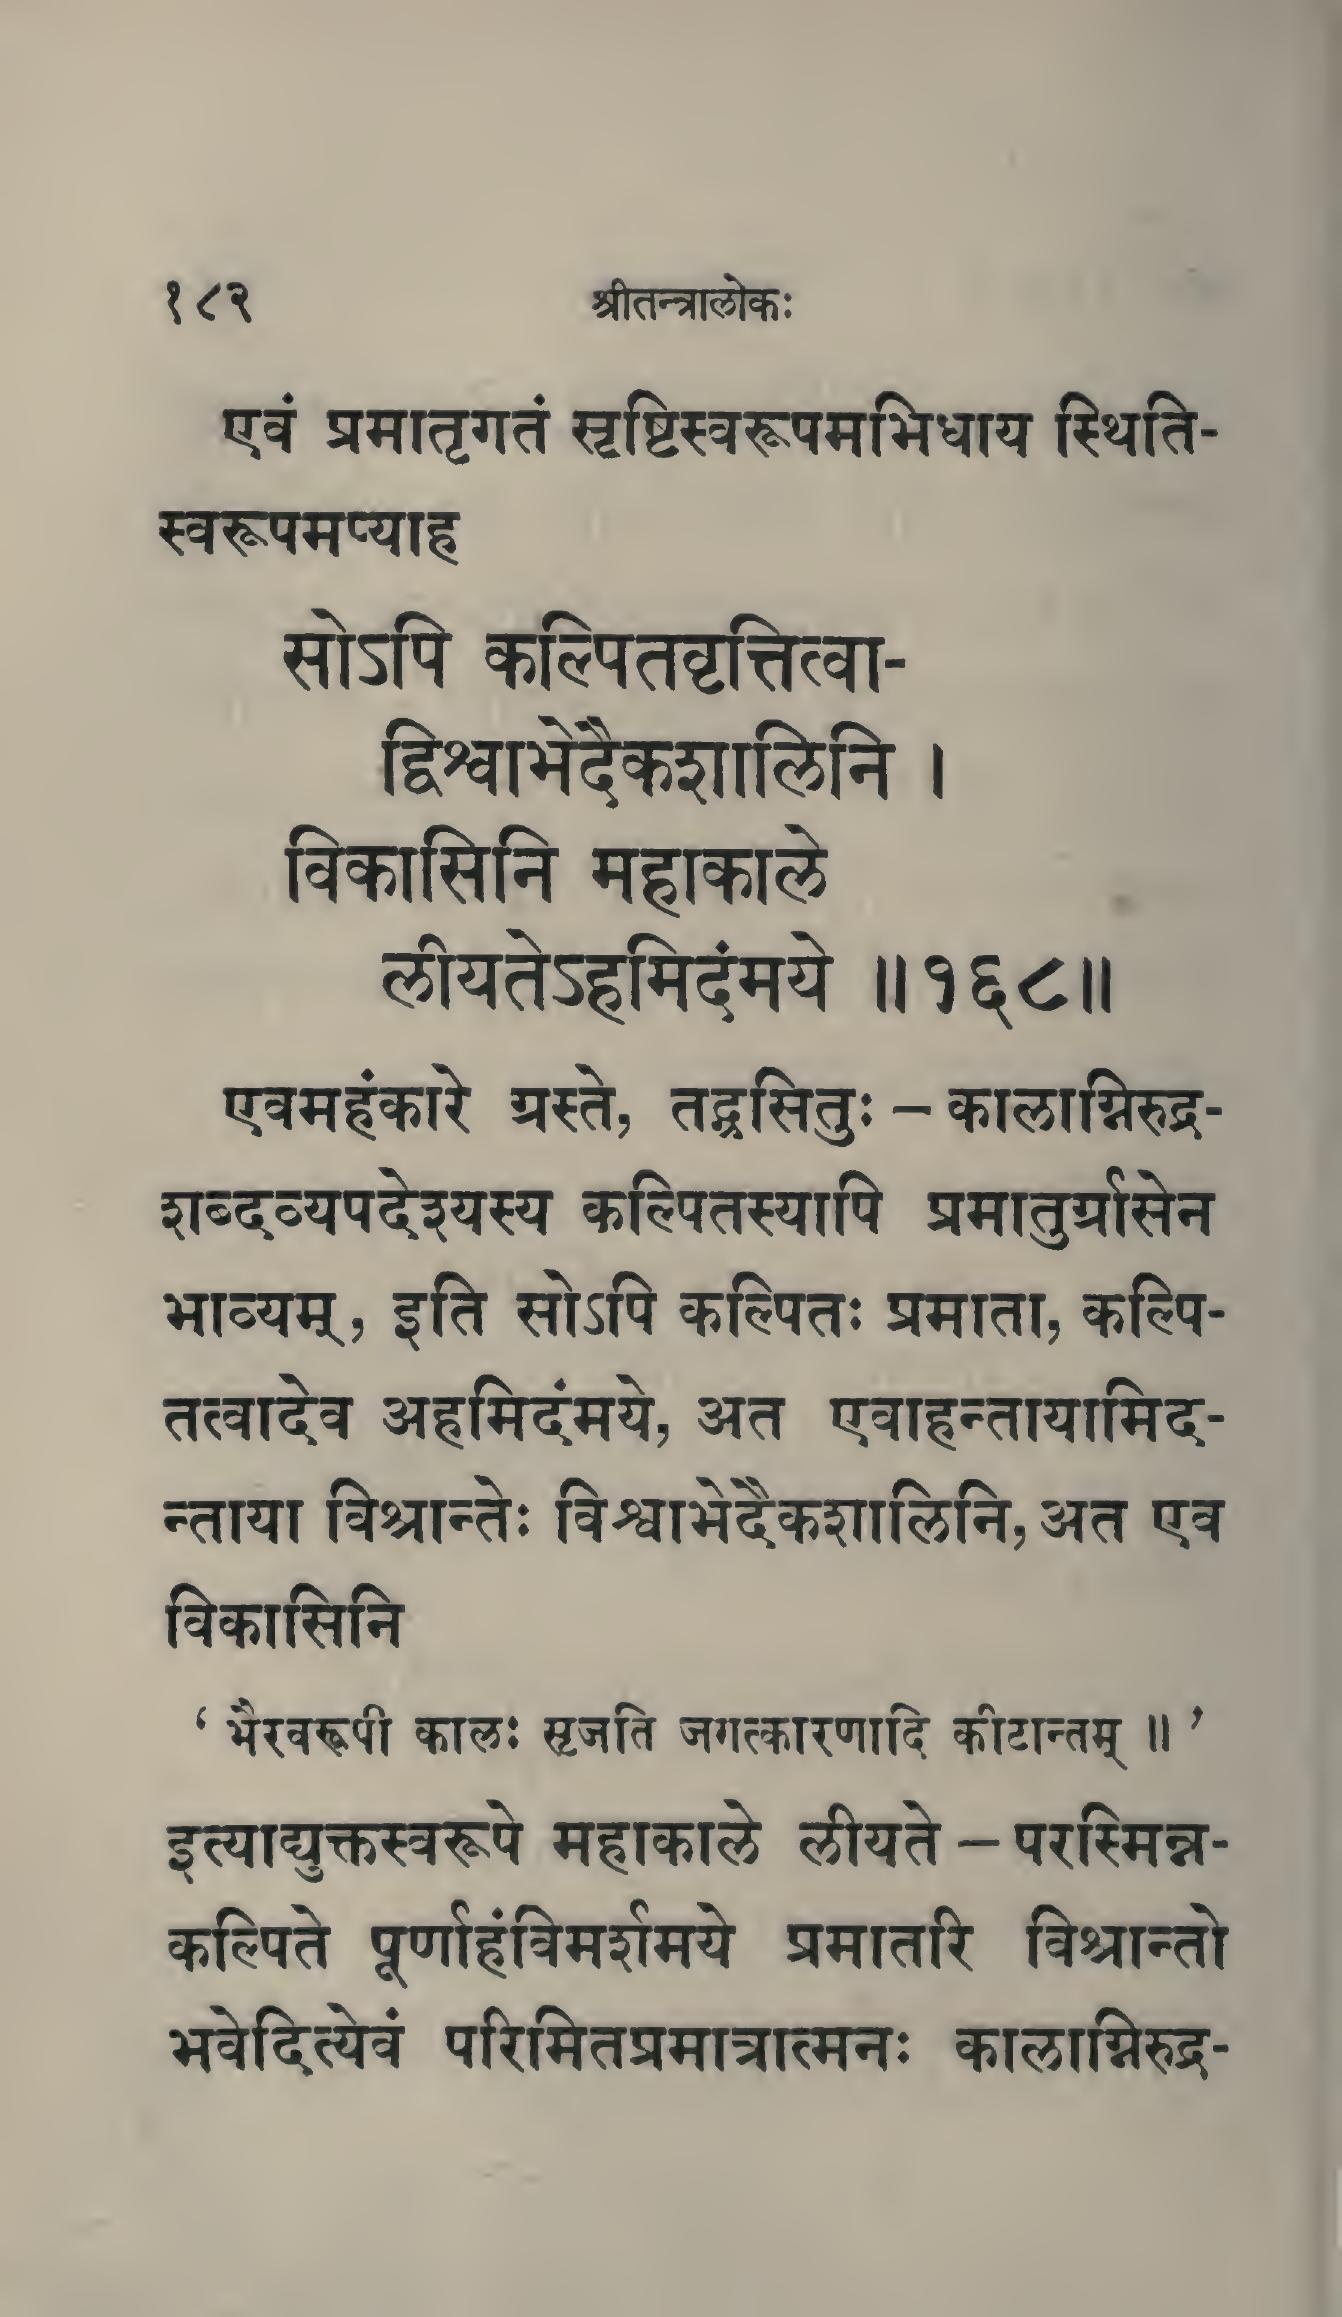 १८२ श्रीतन्त्रालोकः
एवं प्रमातृगतं सृष्टिस्वरूपमभिधाय स्थिति-
स्वरूपमप्याह
सोऽपि कल्पितवृत्तित्वा-
द्विश्वाभेदैकशालिनि ।
विकासिनि महाकाले
लीयतेऽहमिदंमये ॥१६८॥
एवमहंकारे ग्रस्ते, तद्ग्रसितुः – कालाग्निरुद्र-
शब्दव्यपदेश्यस्य कल्पितस्यापि प्रमातुर्ग्रासेन
भाव्यम्, इति सोऽपि कल्पितः प्रमाता, कल्पि-
तत्वादेव अहमिदंमये, अत एवाहन्तायामिद-
न्ताया विश्रान्तेः विश्वाभेदैकशालिनि, अत एव
विकासिनि
‘ भैरवरूपी कालः सृजति जगत्कारणादि कीटान्तम् ॥ ’
इत्याद्युक्तस्वरूपे महाकाले लीयते – परस्मिन्न-
कल्पिते पूर्णाहंविमर्शमये प्रमातरि विश्रान्तो
भवेदित्येवं परिमितप्रमात्रात्मनः कालाग्निरुद्र-